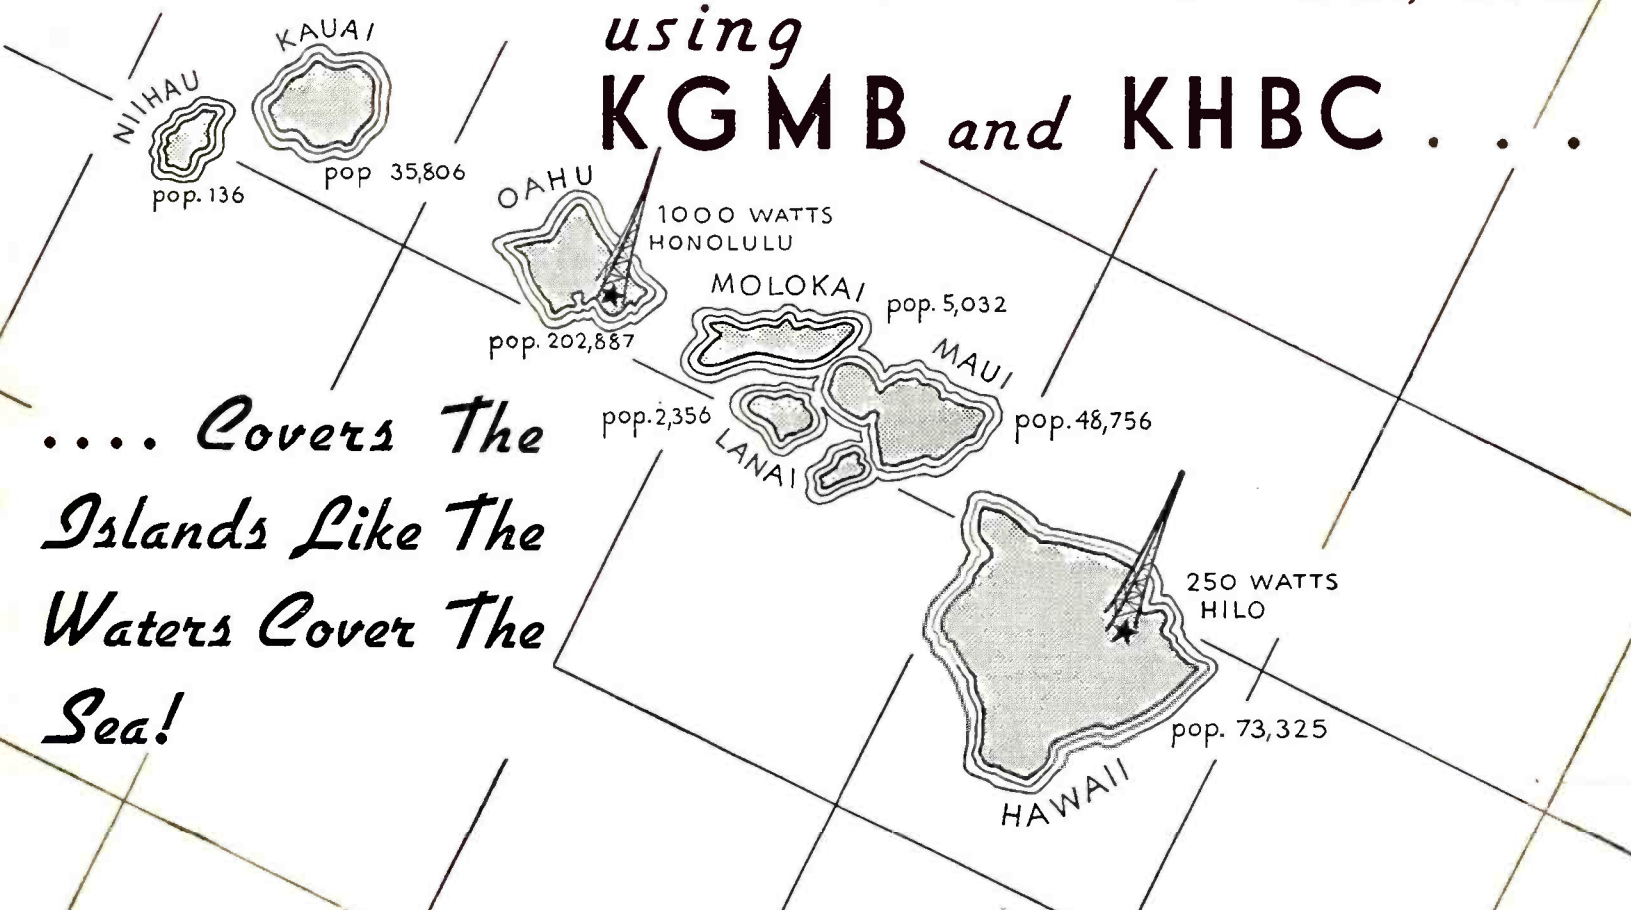 using
KGMB and KHBC . . .
KAUAI
NIIHAU
pop 35,806
pop. 136
OAHU
1000 WATTS
HONOLULU
MOLOKAI
pop. 5,032
pop. 202,887
MAUI
pop. 2,356
pop. 48,756
LANAI
.... Covers The
Islands Like The
Waters Cover The
Sea!
250 WATTS
HILO
pop. 73,325
HAWAII